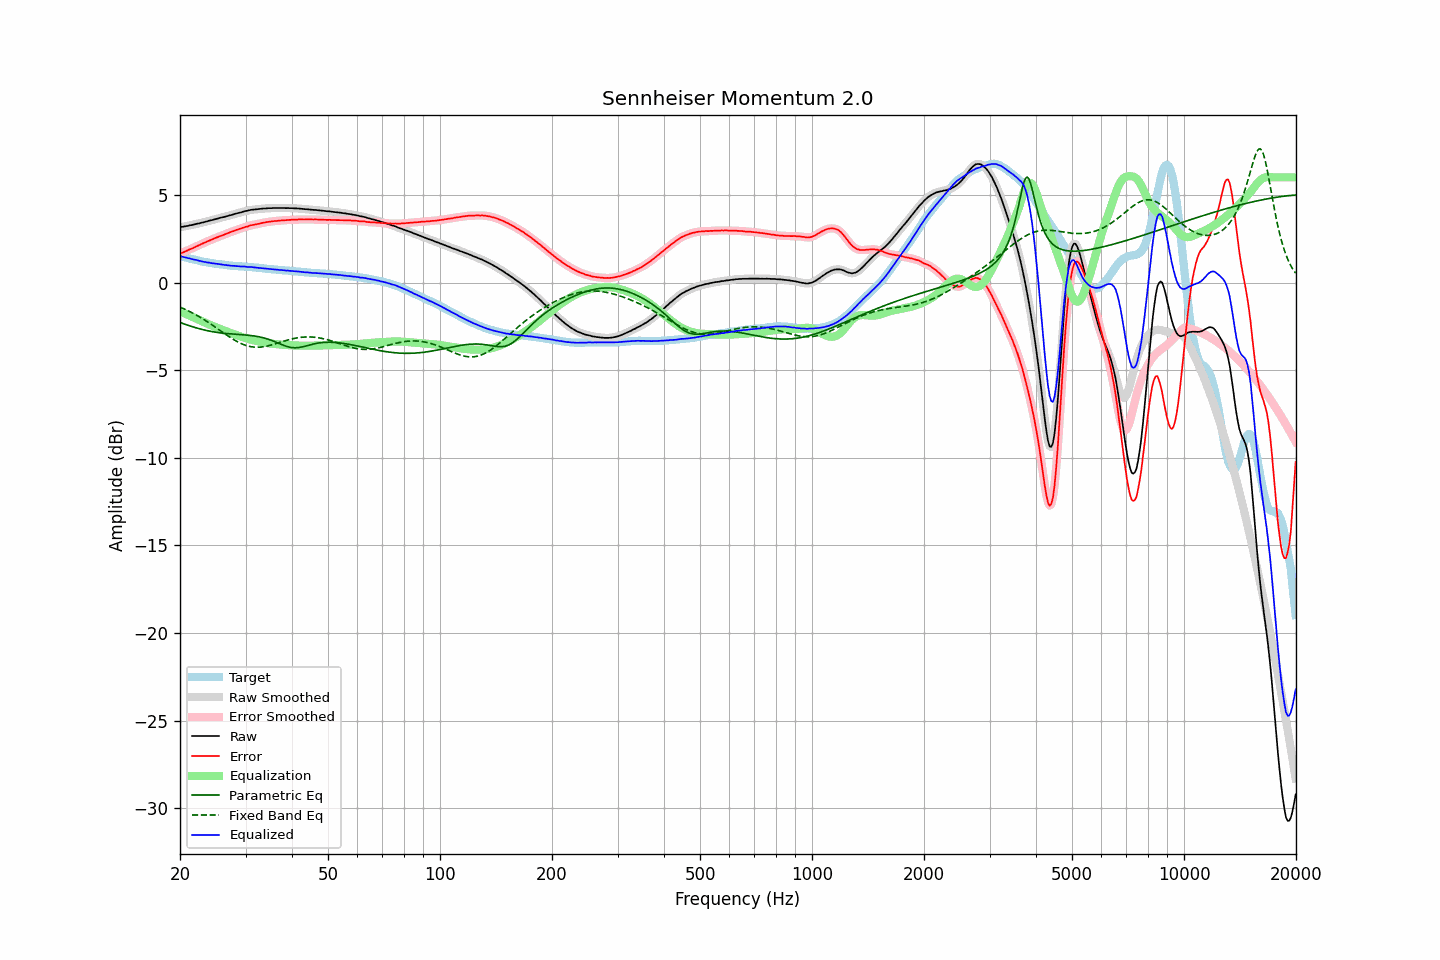 Sennheiser Momentum 2.0
Amplitude (dBr)
5
0
−5
−10
−15
−20
−25
−30
Target
Raw Smoothed
Error Smoothed
Raw
Error
Equalization
Parametric Eq
Fixed Band Eq
Equalized
20 50 100 200 500 1000 2000 5000 10000 20000
Frequency (Hz)